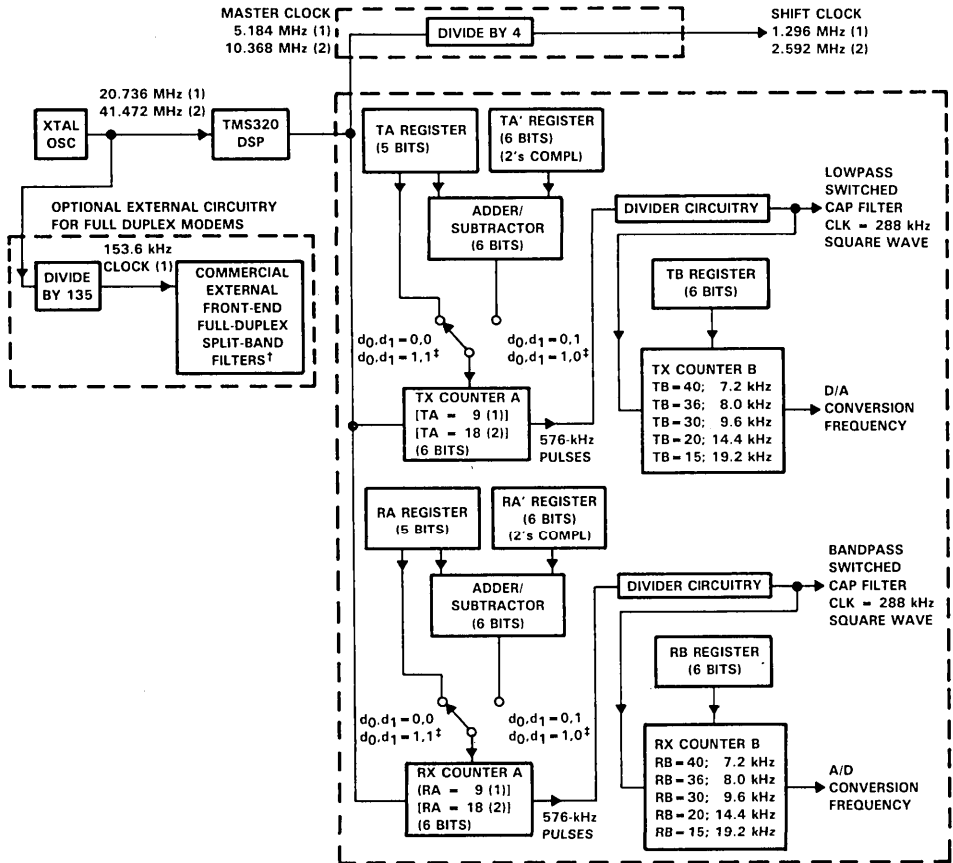 MASTER CLOCK
5.184 MHz (1)
10.368 MHz (2)
DIVIDE BY 4
SHIFT CLOCK
1.296 MHz (1)
2.592 MHz (2)
20.736 MHz (1)
41.472 MHz (2)
XTAL
OSC
TMS320
DSP
OPTIONAL EXTERNAL CIRCUITRY
FOR FULL DUPLEX MODEMS
153.6 kHz
CLOCK (1)
DIVIDE
BY 135
COMMERCIAL
EXTERNAL
FRONT-END
FULL-DUPLEX
SPLIT-BAND
FILTERS†
TA REGISTER
(5 BITS)
TA' REGISTER
(6 BITS)
(2's COMPL)
ADDER/
SUBTRACTOR
(6 BITS)
DIVIDER CIRCUITRY
LOWPASS
SWITCHED
CAP FILTER
CLK = 288 kHz
SQUARE WAVE
TB REGISTER
(6 BITS)
d0,d1=0,0
d0,d1=1,1‡
d0,d1=0,1
d0,d1=1,0‡
TX COUNTER A
[TA = 9 (1)]
[TA = 18 (2)]
(6 BITS)
576-kHz
PULSES
TX COUNTER B
TB=40; 7.2 kHz
TB=36; 8.0 kHz
TB=30; 9.6 kHz
TB=20; 14.4 kHz
TB=15; 19.2 kHz
D/A
CONVERSION
FREQUENCY
RA REGISTER
(5 BITS)
RA' REGISTER
(6 BITS)
(2's COMPL)
ADDER/
SUBTRACTOR
(6 BITS)
DIVIDER CIRCUITRY
BANDPASS
SWITCHED
CAP FILTER
CLK = 288 kHz
SQUARE WAVE
RB REGISTER
(6 BITS)
d0,d1=0,0
d0,d1=1,1‡
d0,d1=0,1
d0,d1=1,0‡
RX COUNTER A
(RA = 9 (1)]
[RA = 18 (2)]
(6 BITS)
576-kHz
PULSES
RX COUNTER B
RB=40; 7.2 kHz
RB=36; 8.0 kHz
RB=30; 9.6 kHz
RB=20; 14.4 kHz
RB=15; 19.2 kHz
A/D
CONVERSION
FREQUENCY